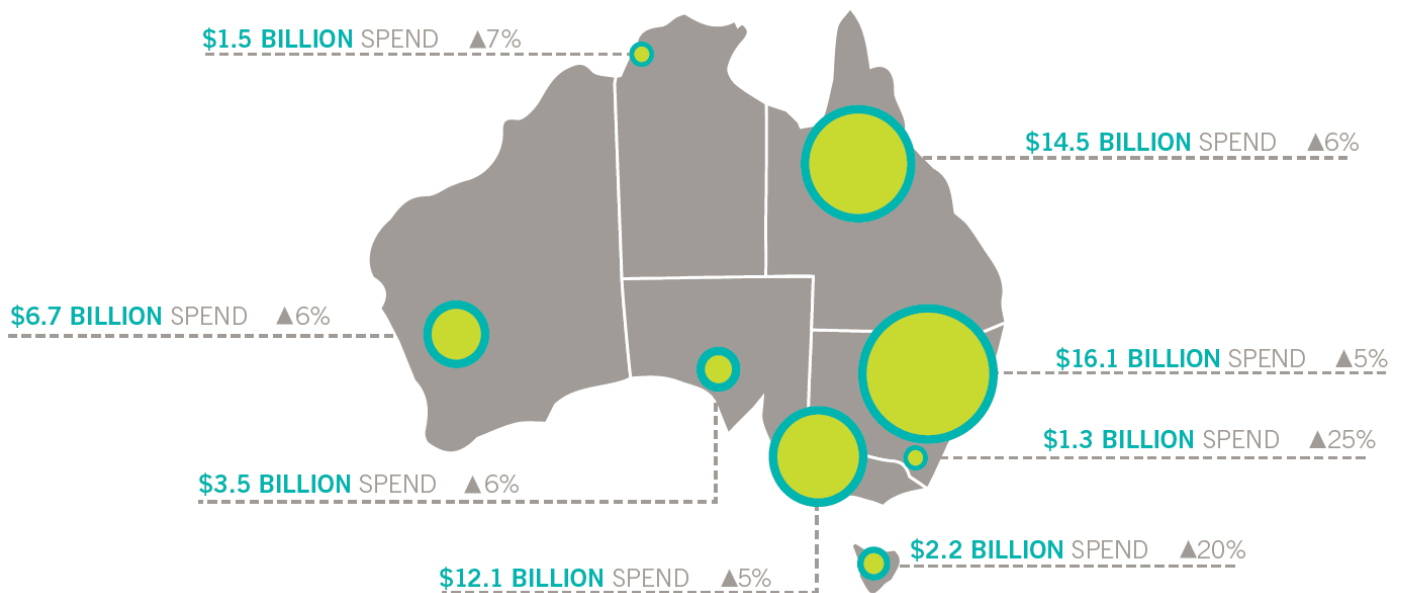 $1.5 BILLION SPEND ▲7%
$14.5 BILLION SPEND ▲6%
$6.7 BILLION SPEND ▲6%
$16.1 BILLION SPEND ▲5%
$1.3 BILLION SPEND ▲25%
$3.5 BILLION SPEND ▲6%
$2.2 BILLION SPEND ▲20%
$12.1 BILLION SPEND ▲5%